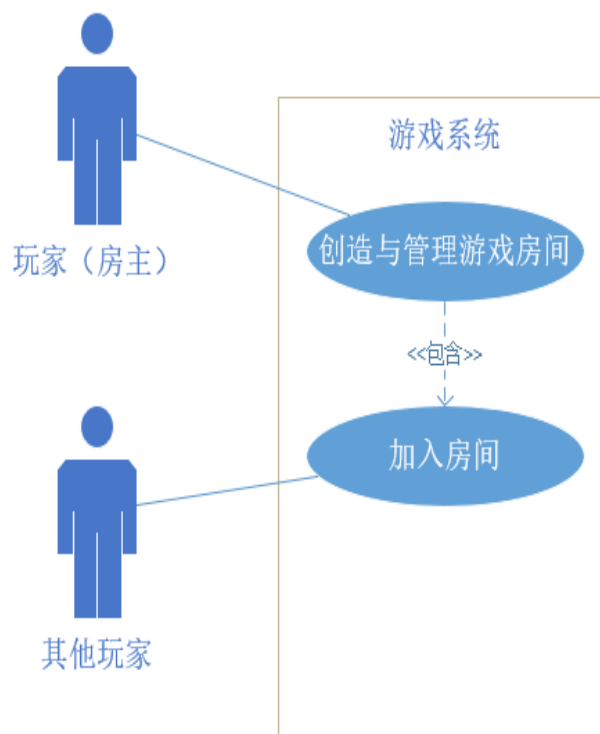 游戏系统
创造与管理游戏房间
玩家（房主）
<<包含>>
加入房间
其他玩家